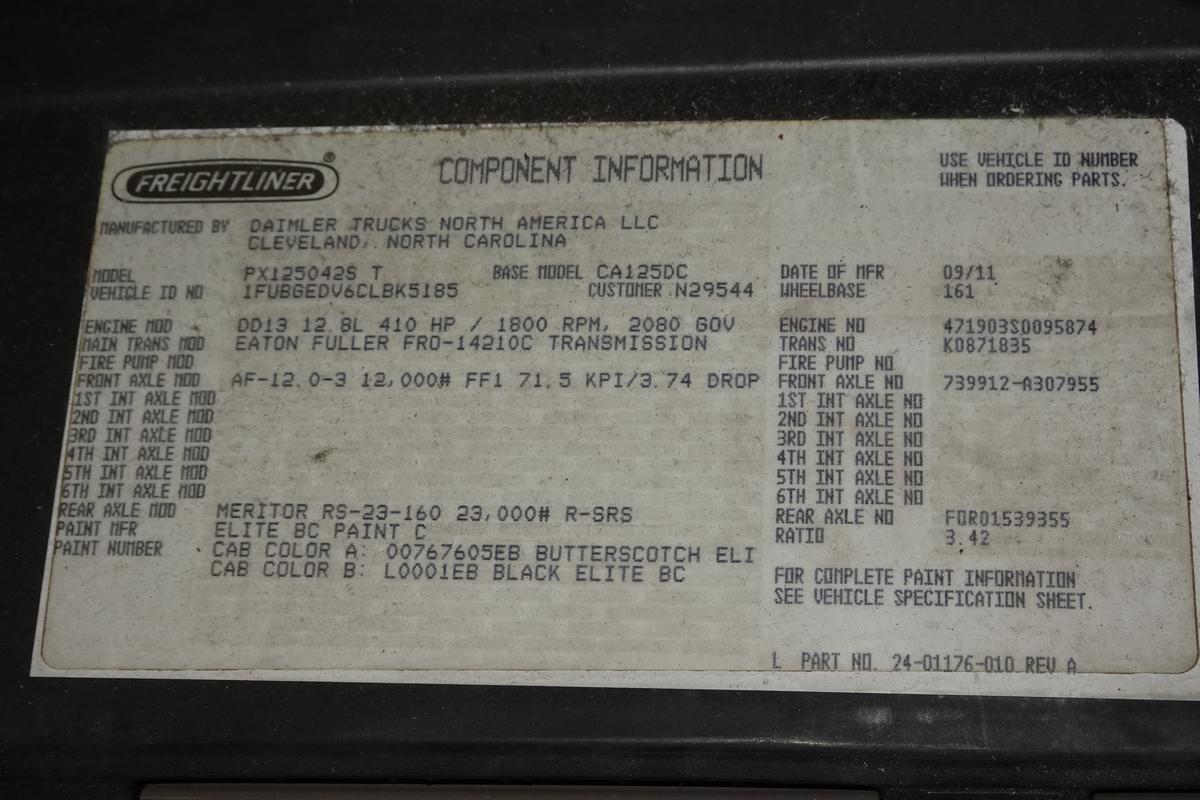 FREIGHTLINER®
COMPONENT INFORMATION
USE VEHICLE ID NUMBER
WHEN ORDERING PARTS.
MANUFACTURED BY DAIMLER TRUCKS NORTH AMERICA LLC
CLEVELAND, NORTH CAROLINA
MODEL PX125042S T BASE MODEL CA125DC DATE OF MFR 09/11
VEHICLE ID NO 1FUBGEDV6CLBK5185 CUSTOMER N29544 WHEELBASE 161
ENGINE MOD DD13 12.8L 410 HP / 1800 RPM, 2080 GOV ENGINE NO 471903S0095874
MAIN TRANS MOD EATON FULLER FRO-14210C TRANSMISSION TRANS NO K0871835
FIRE PUMP MOD FIRE PUMP NO
FRONT AXLE MOD AF-12.0-3 12,000# FF1 71.5 KPI/3.74 DROP FRONT AXLE NO 739912-A307955
1ST INT AXLE MOD 1ST INT AXLE NO
2ND INT AXLE MOD 2ND INT AXLE NO
3RD INT AXLE MOD 3RD INT AXLE NO
4TH INT AXLE MOD 4TH INT AXLE NO
5TH INT AXLE MOD 5TH INT AXLE NO
6TH INT AXLE MOD 6TH INT AXLE NO
REAR AXLE MOD MERITOR RS-23-160 23,000# R-SRS REAR AXLE NO FOR01539355
PAINT MFR ELITE BC PAINT C RATIO 3.42
PAINT NUMBER CAB COLOR A: 00767605EB BUTTERSCOTCH ELI
CAB COLOR B: L0001EB BLACK ELITE BC
FOR COMPLETE PAINT INFORMATION
SEE VEHICLE SPECIFICATION SHEET.
L PART NO. 24-01176-010 REV A